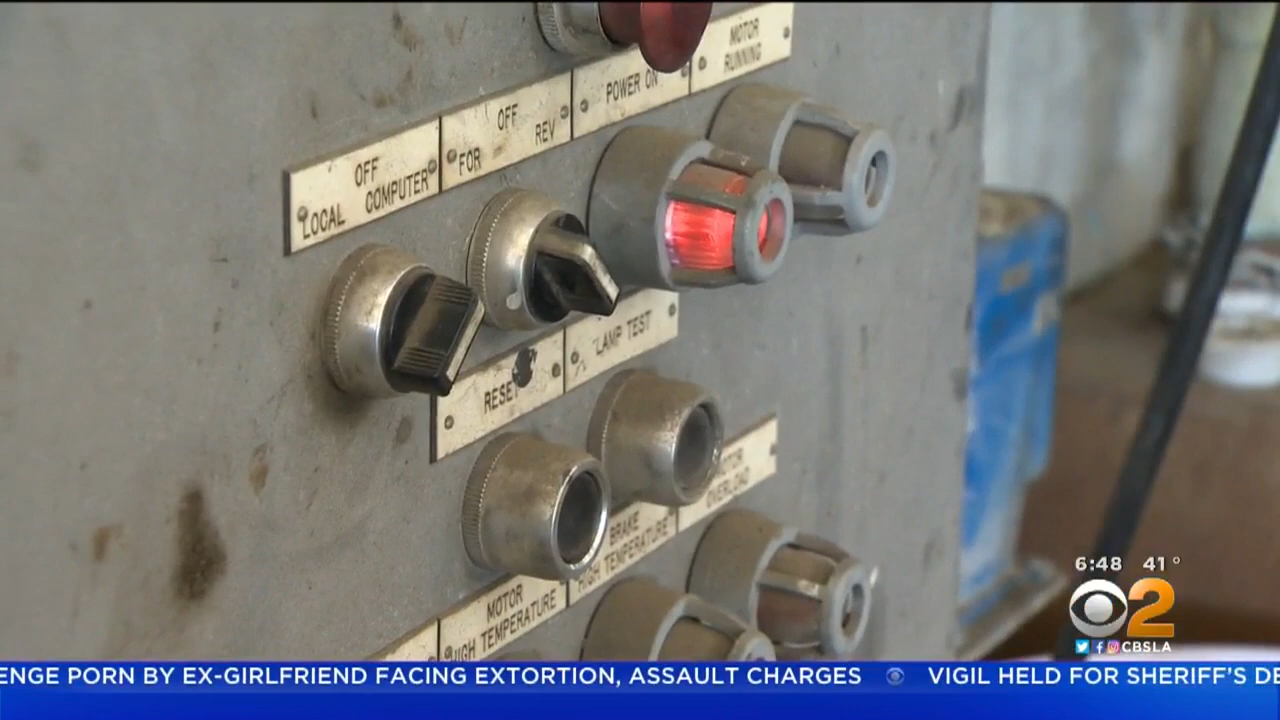 MOTOR
RUNNING
POWER ON
OFF
FOR REV
OFF
LOCAL COMPUTER
LAMP TEST
RESET
MOTOR
OVERLOAD
BRAKE
HIGH TEMPERATURE
MOTOR
HIGH TEMPERATURE
6:48 41°
2
CBSLA
ENGE PORN BY EX-GIRLFRIEND FACING EXTORTION, ASSAULT CHARGES VIGIL HELD FOR SHERIFF'S DE